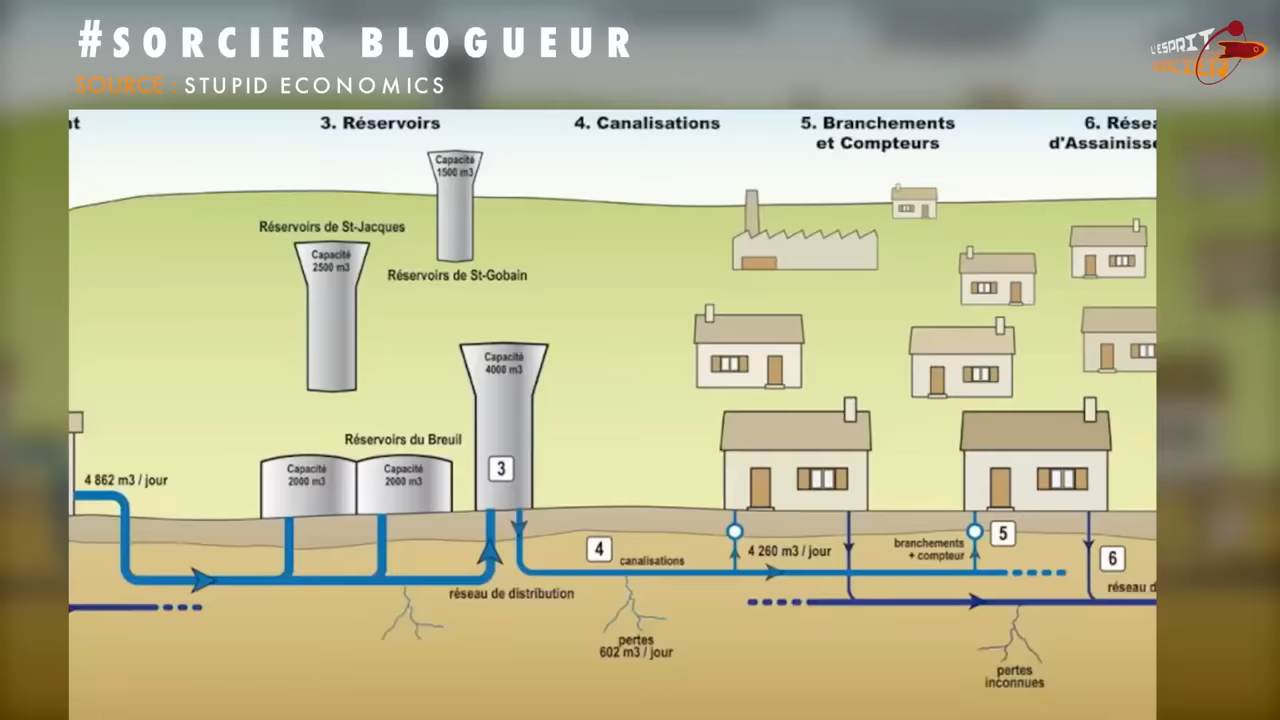 #SORCIER BLOGUEUR
SOURCE : STUPID ECONOMICS
L'ESPRIT
SORCIER
nt
3. Réservoirs
4. Canalisations
5. Branchements
et Compteurs
6. Résea
d'Assainisse
Capacité
1500 m3
Réservoirs de St-Jacques
Capacité
2500 m3
Réservoirs de St-Gobain
Capacité
4000 m3
Réservoirs du Breuil
Capacité
2000 m3
Capacité
2000 m3
3
4 862 m3 / jour
4
canalisations
4 260 m3 / jour
branchements
+ compteur
5
6
réseau de distribution
réseau d
pertes
602 m3 / jour
pertes
inconnues